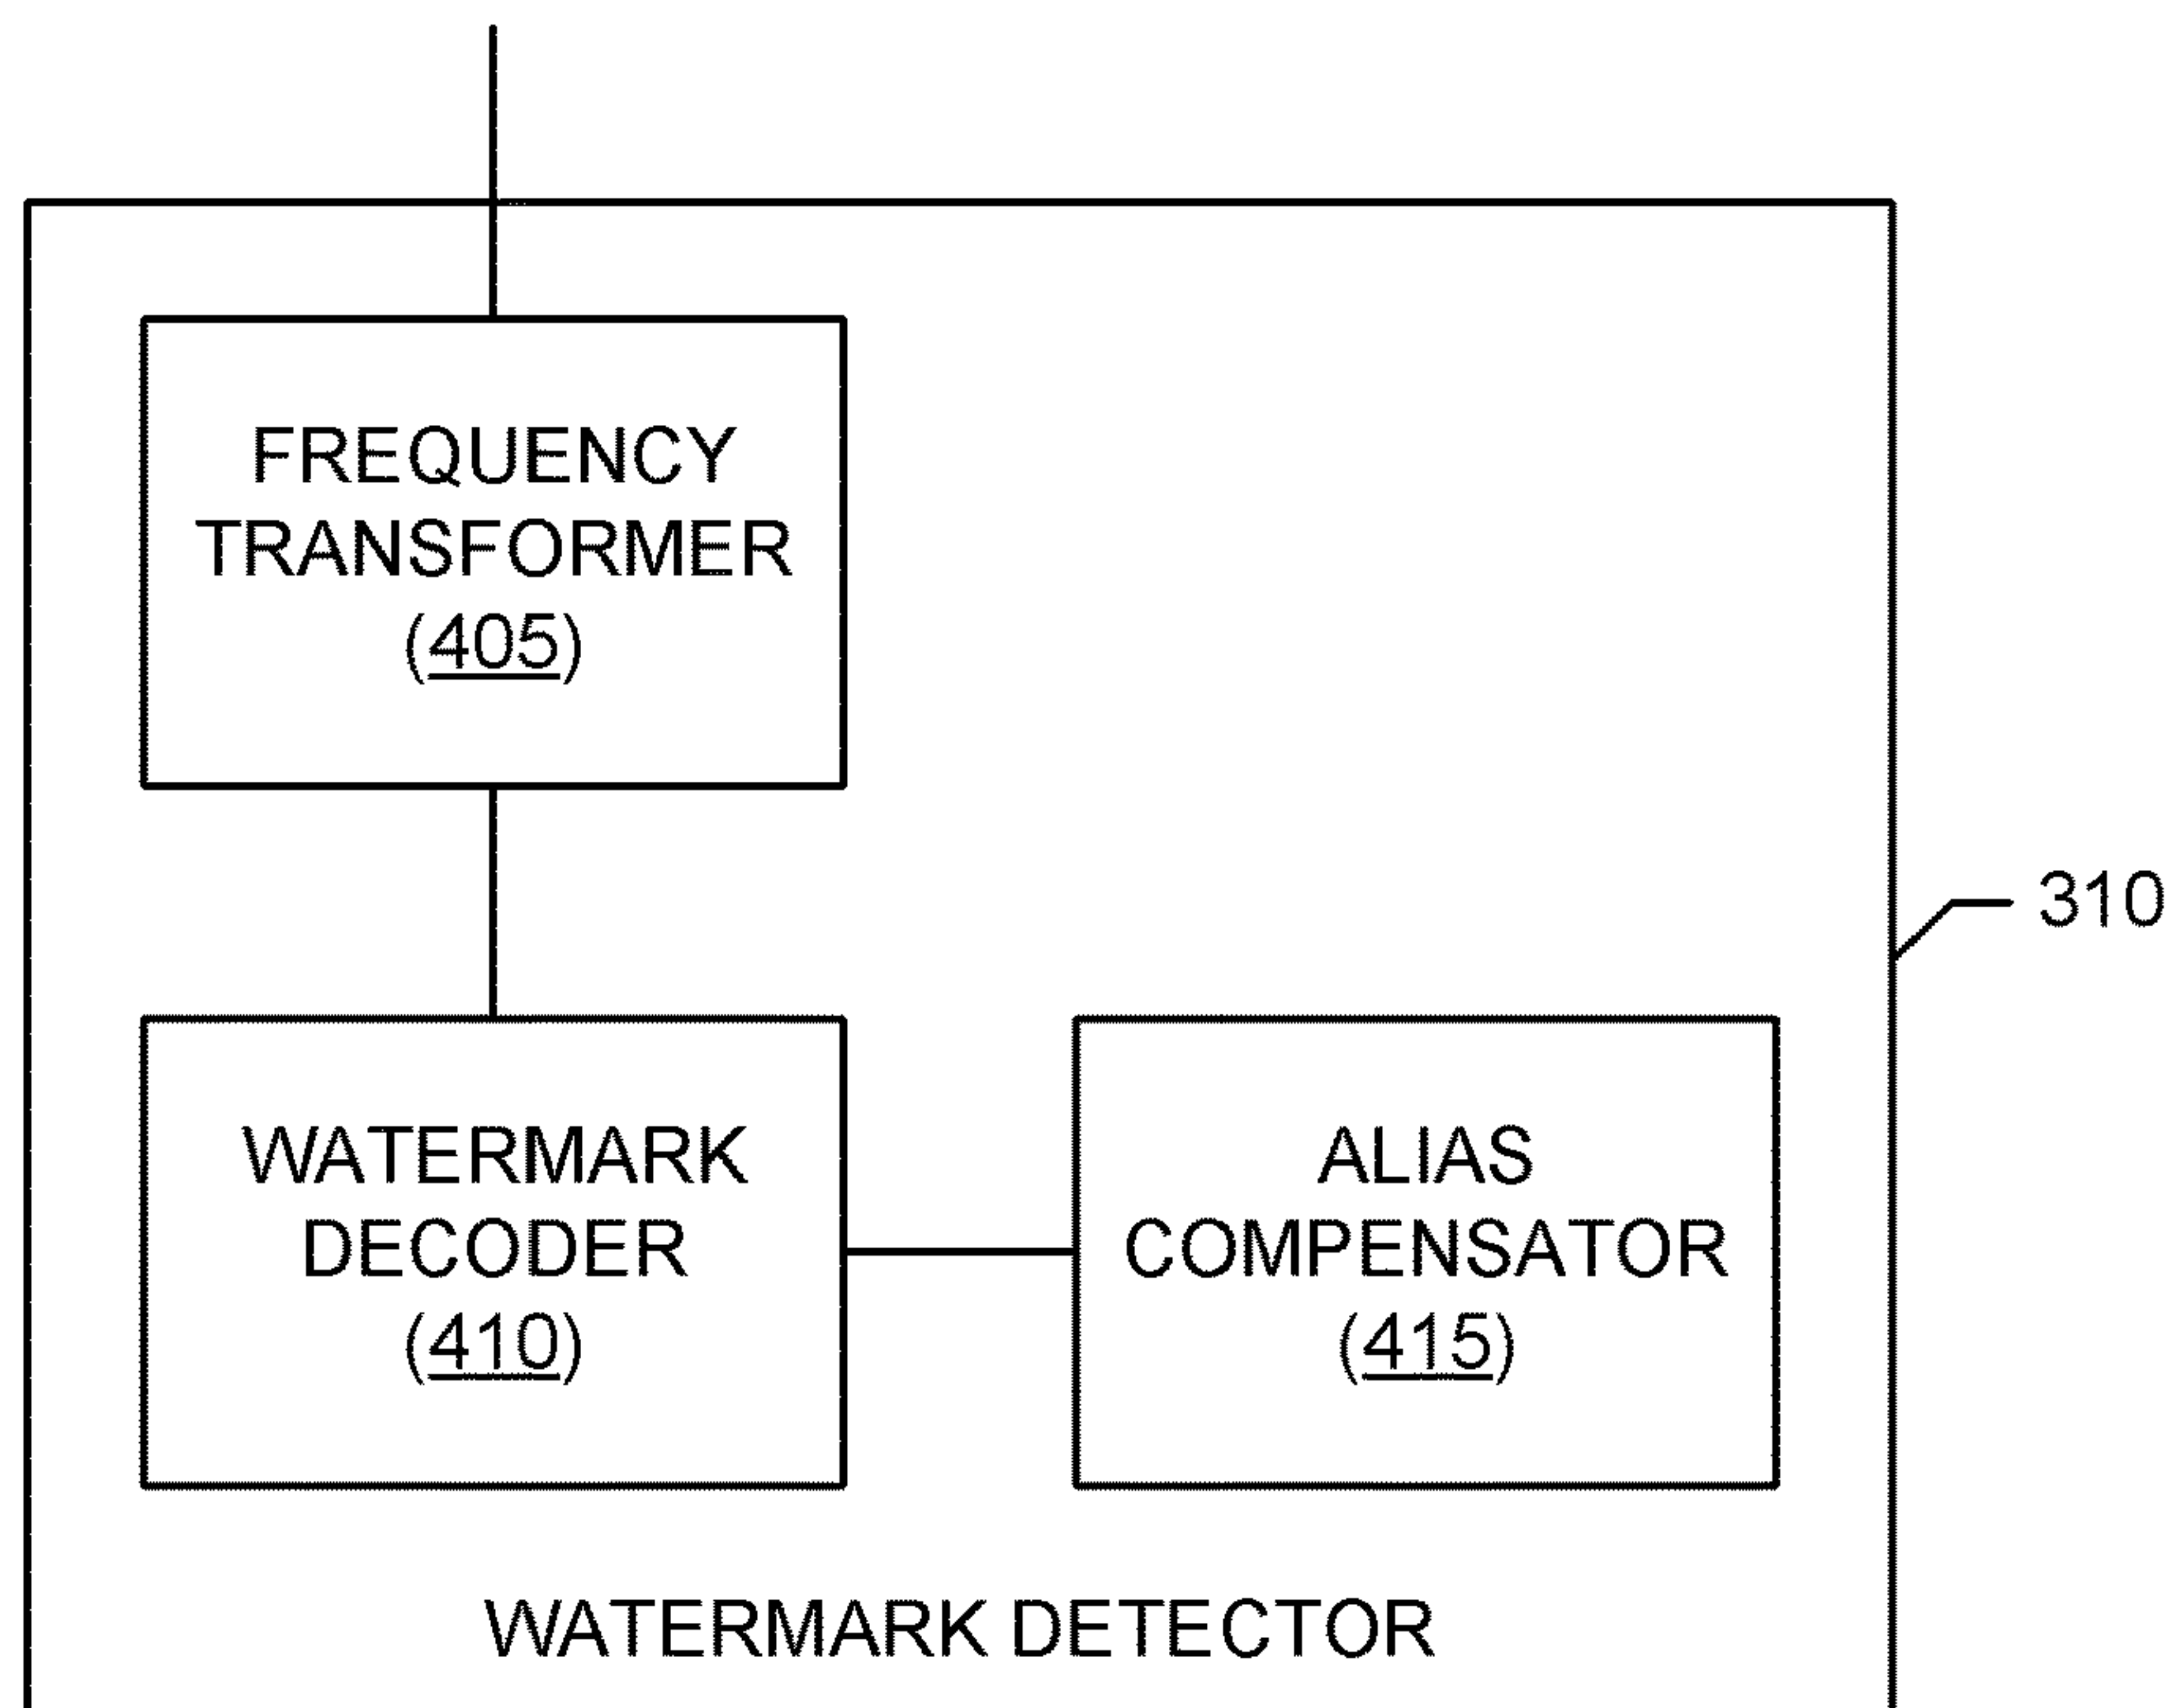 FREQUENCY
TRANSFORMER
(405)
310
WATERMARK
DECODER
(410)
ALIAS
COMPENSATOR
(415)
WATERMARK DETECTOR